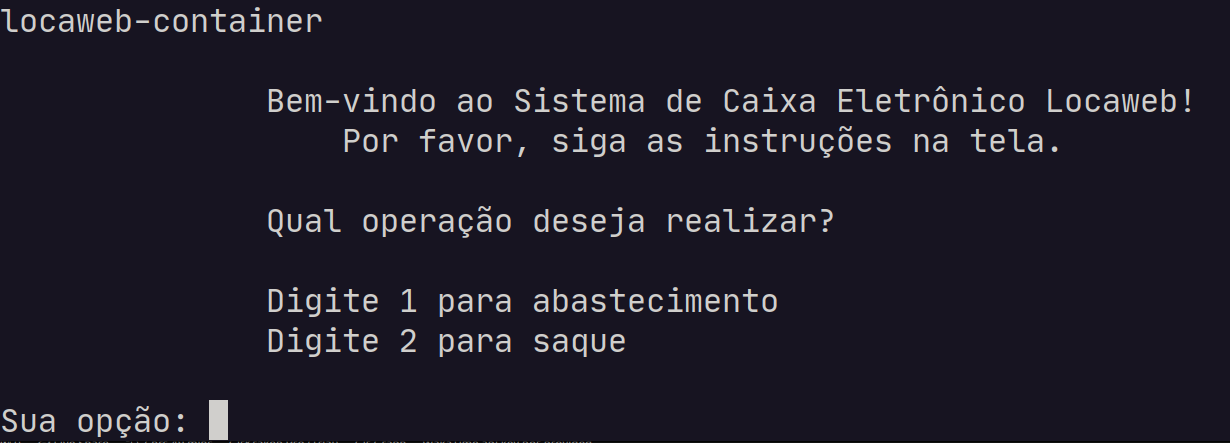 locaweb-container
Bem-vindo ao Sistema de Caixa Eletrônico Locaweb!
Por favor, siga as instruções na tela.
Qual operação deseja realizar?
Digite 1 para abastecimento
Digite 2 para saque
Sua opção: